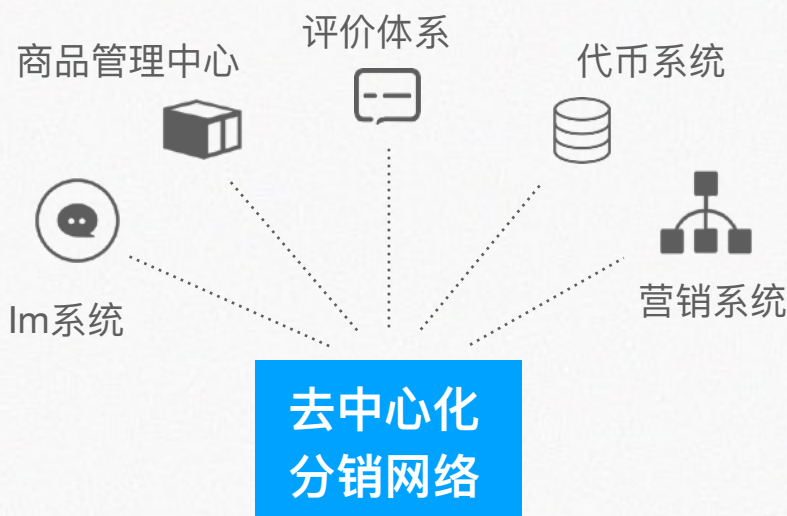 评价体系
商品管理中心
代币系统
Im系统
营销系统
去中心化
分销网络